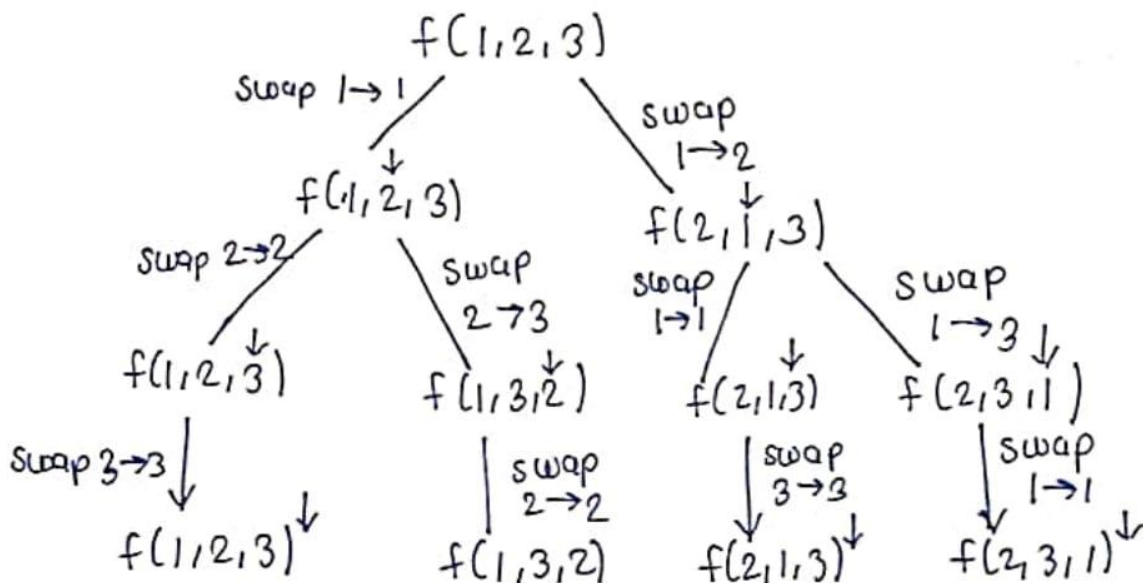 f(1,2,3)
swap 1→1
swap
1→2
↓
f(1,2,3)
↓
f(2,1,3)
swap 2→2
swap
2→3
swap
1→1
swap
1→3
↓
f(1,2,3)
↓
f(1,3,2)
↓
f(2,1,3)
↓
f(2,3,1)
swap 3→3
swap
2→2
swap
3→3
swap
1→1
f(1,2,3)↓
f(1,3,2)
f(2,1,3)↓
f(2,3,1)↓